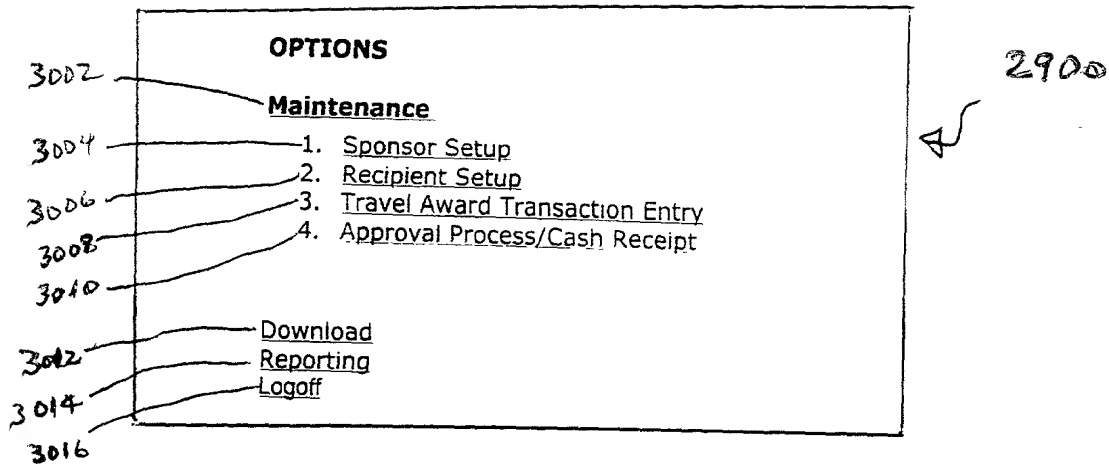 OPTIONS
2900
3002 Maintenance
3004 1. Sponsor Setup
3006 2. Recipient Setup
3008 3. Travel Award Transaction Entry
3010 4. Approval Process/Cash Receipt
3012 Download
3014 Reporting
3016 Logoff